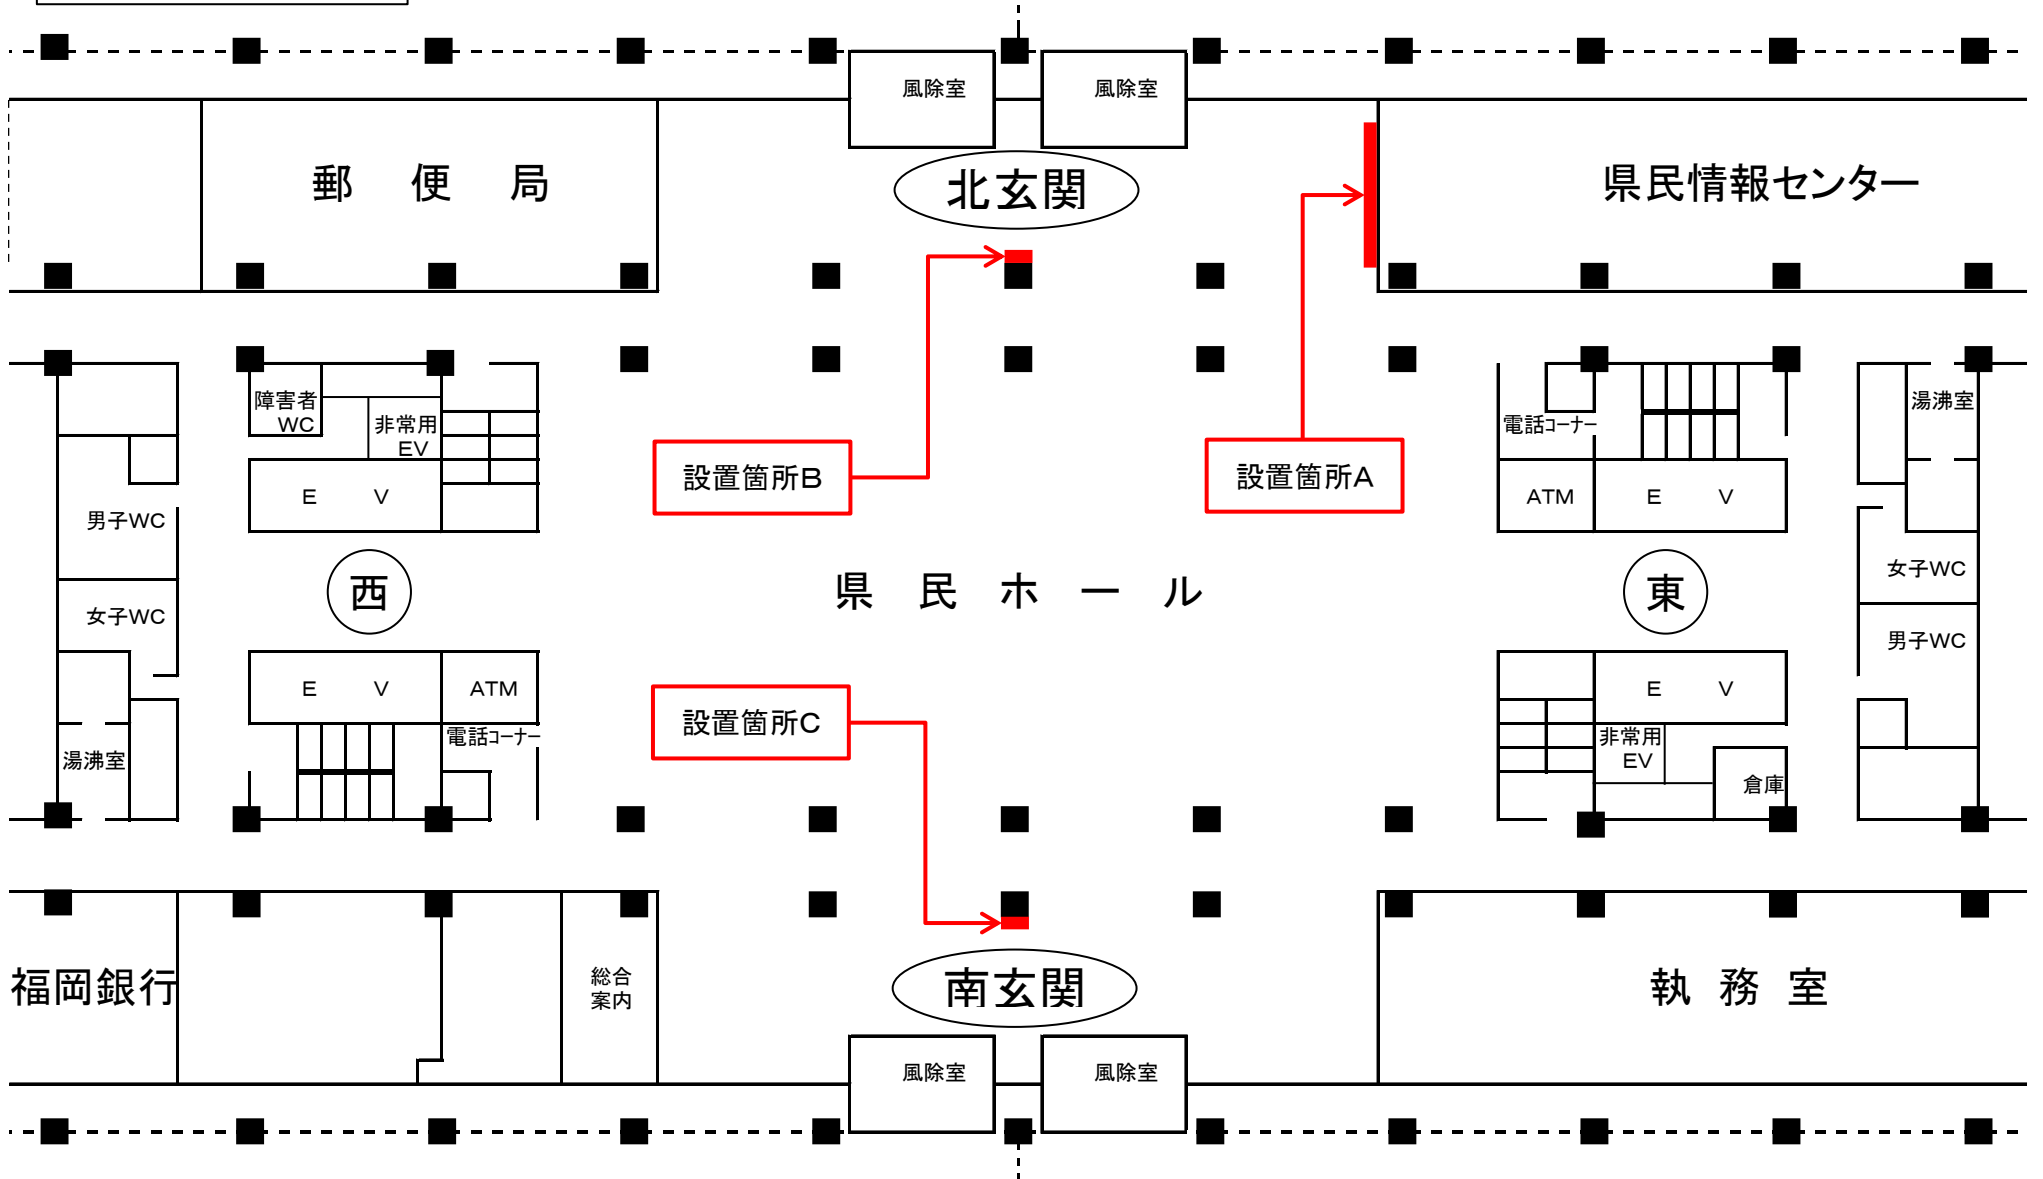 風除室
風除室
郵便局
北玄関
県民情報センター
障害者
WC
非常用
EV
電話コーナー
湯沸室
設置箇所B
設置箇所A
EV
ATM
EV
男子WC
女子WC
西
県民ホール
東
女子WC
男子WC
EV
ATM
電話コーナー
設置箇所C
EV
湯沸室
非常用
EV
倉庫
福岡銀行
総合
案内
南玄関
執務室
風除室
風除室